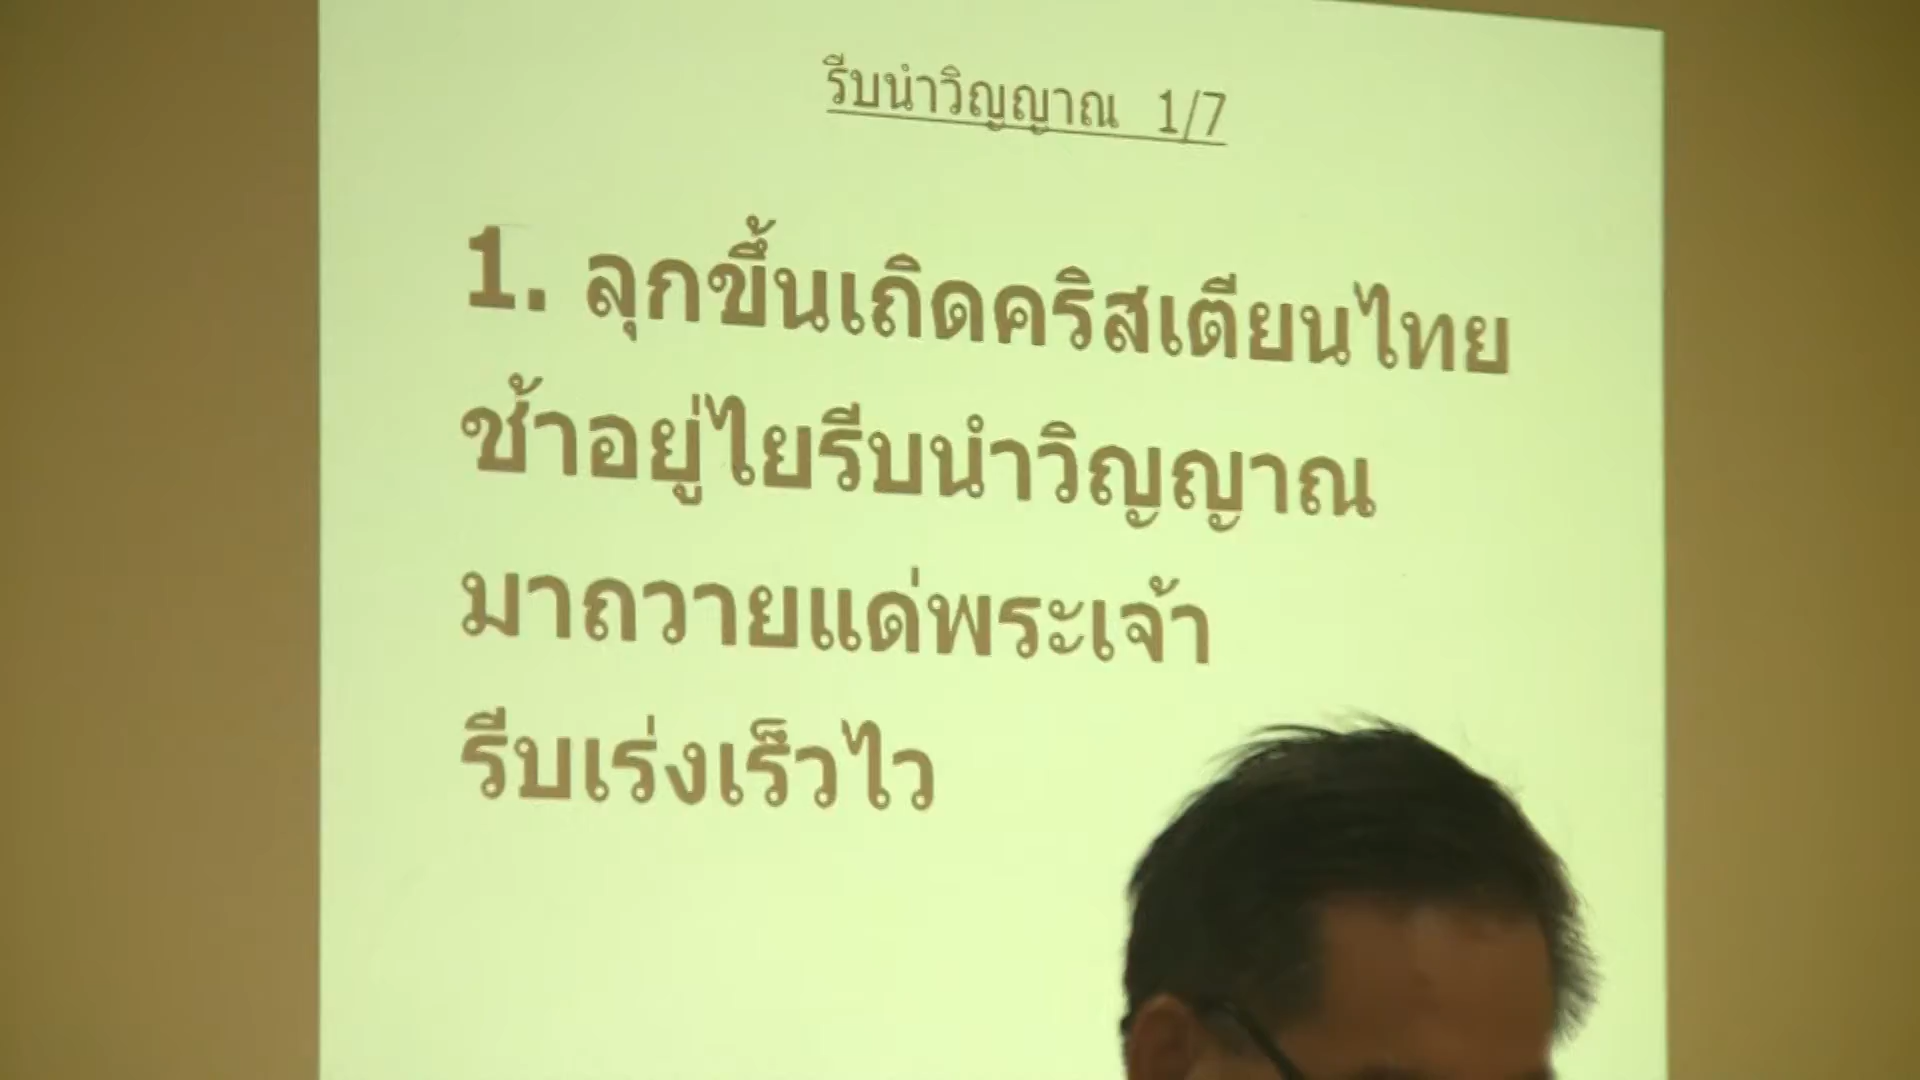 รีบนำวิญญาณ 1/7
1. ลุกขึ้นเถิดคริสเตียนไทย
ช้าอยู่ไยรีบนำวิญญาณ
มาถวายแด่พระเจ้า
รีบเร่งเร็วไว